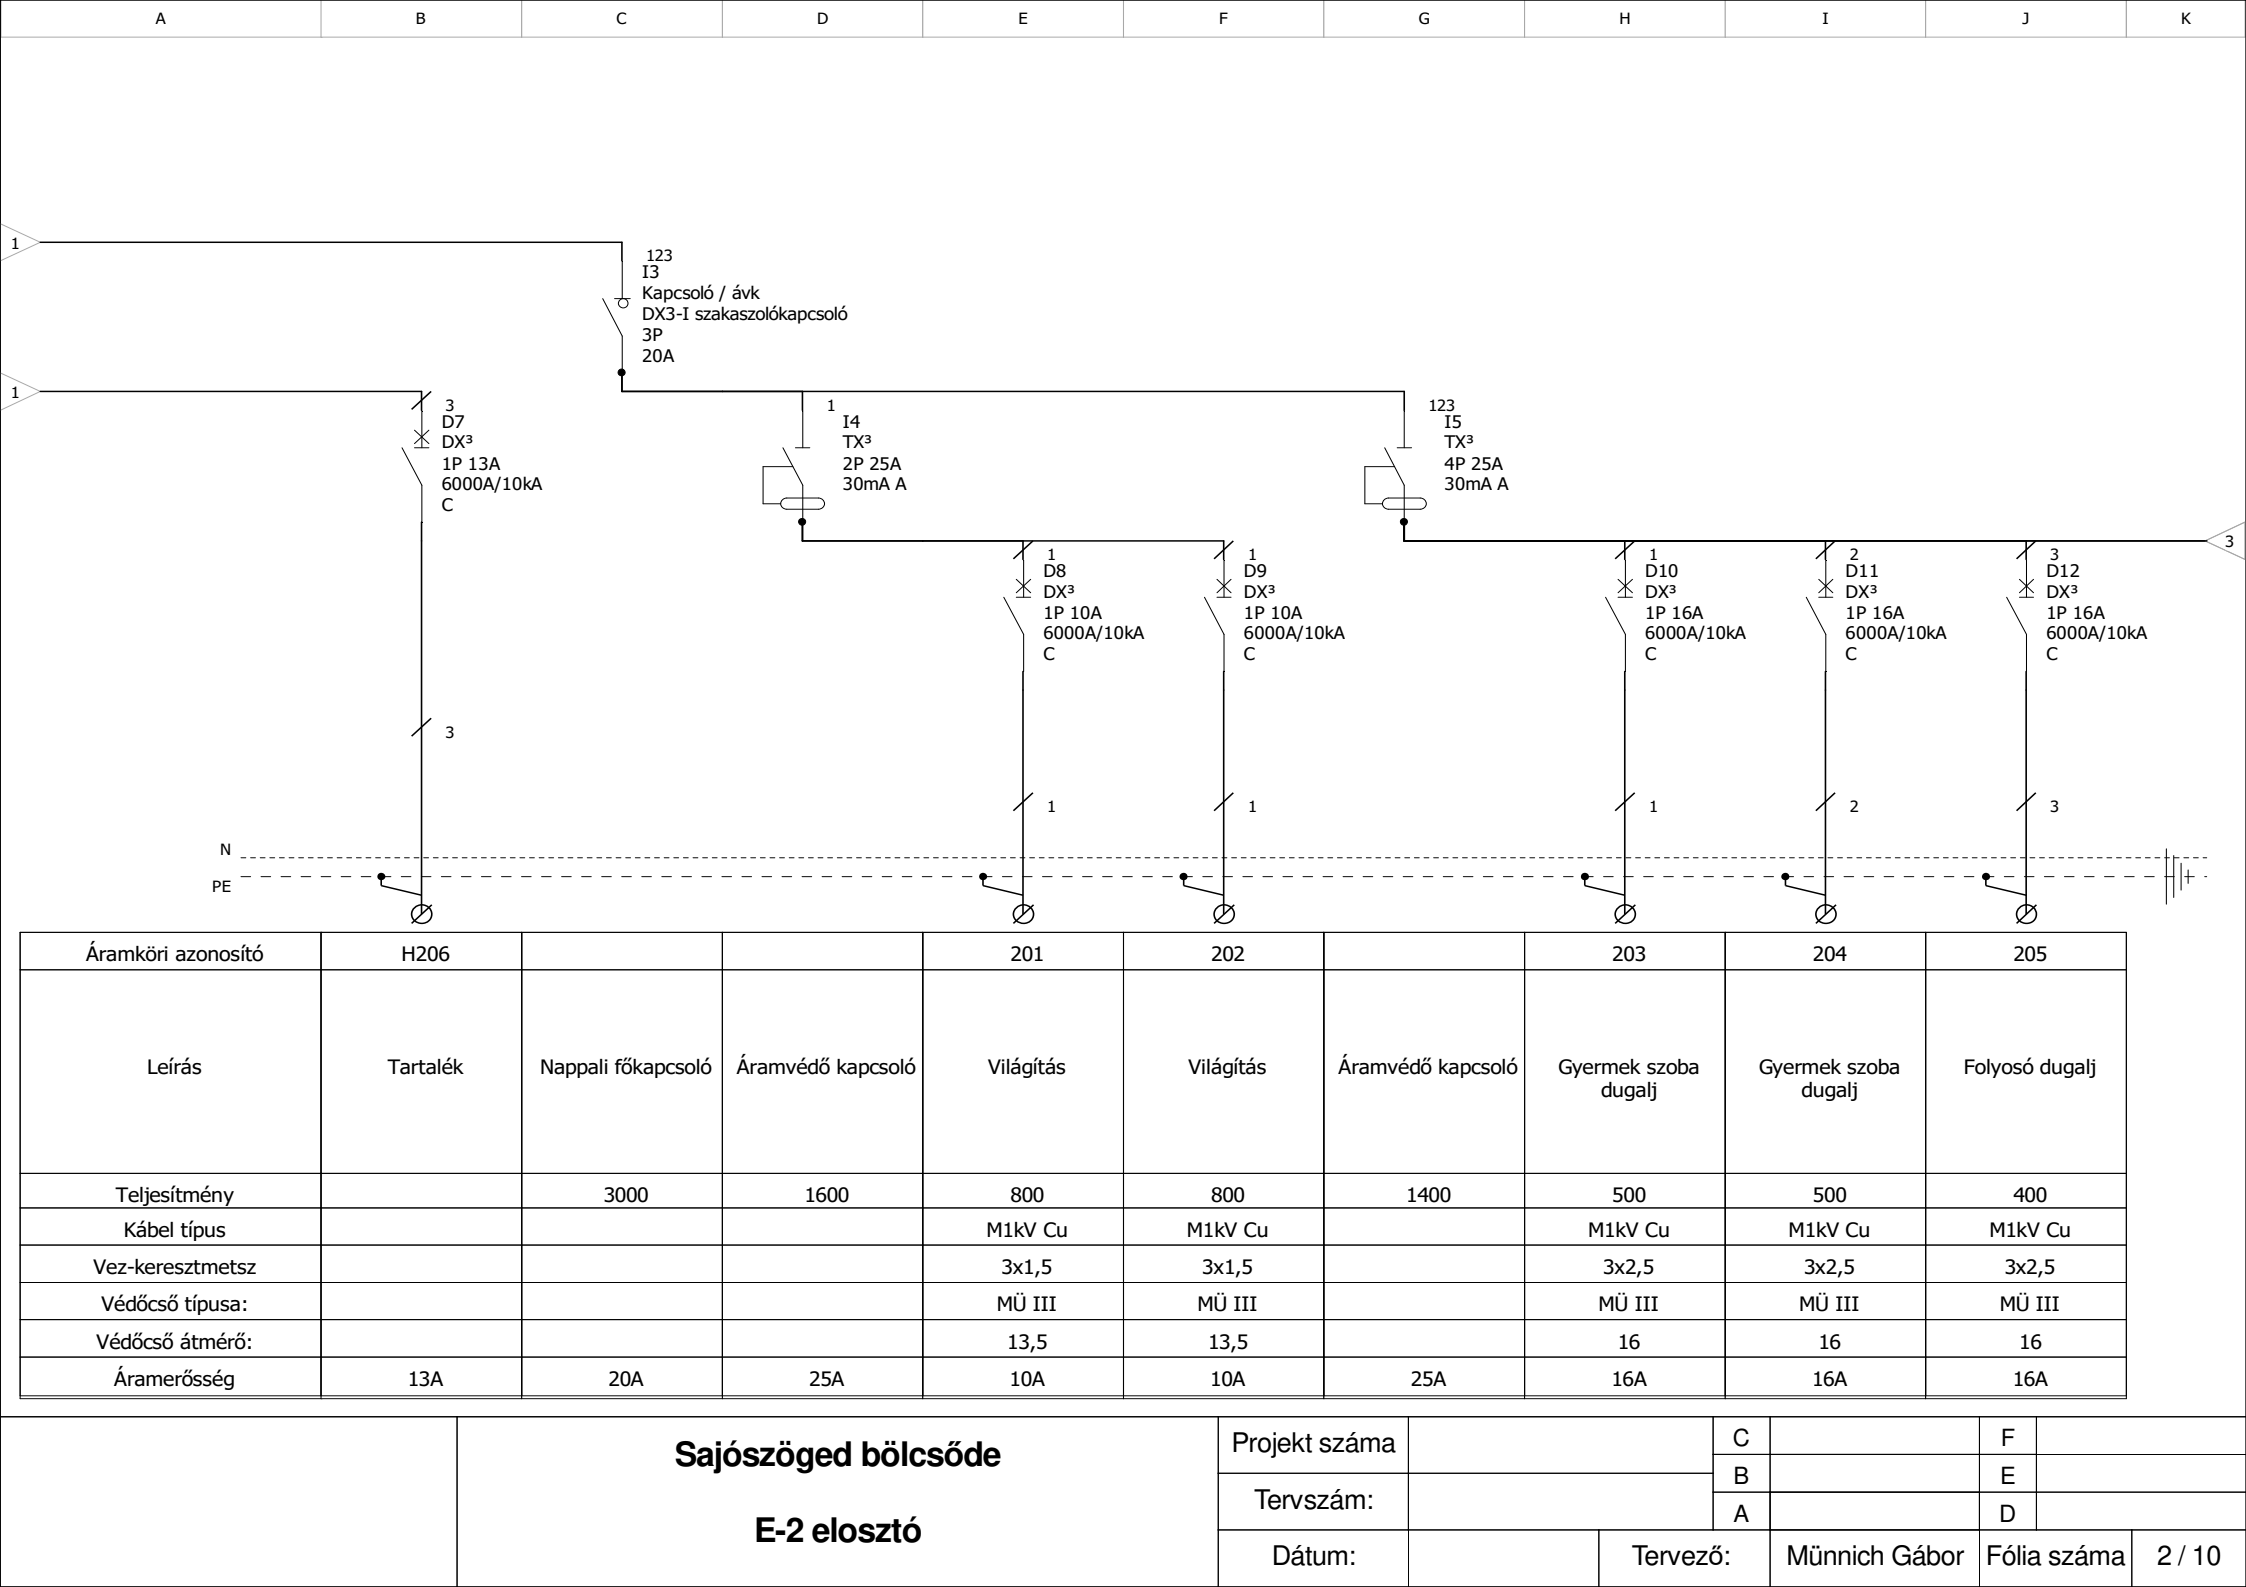 A B C D E F G H I J K
1
123
I3
Kapcsoló / ávk
DX3-I szakaszolókapcsoló
3P
20A
1
3
D7
DX³
1P 13A
6000A/10kA
C
1
I4
TX³
2P 25A
30mA A
123
I5
TX³
4P 25A
30mA A
3
1
D8
DX³
1P 10A
6000A/10kA
C
1
D9
DX³
1P 10A
6000A/10kA
C
1
D10
DX³
1P 16A
6000A/10kA
C
2
D11
DX³
1P 16A
6000A/10kA
C
3
D12
DX³
1P 16A
6000A/10kA
C
3
1 1 1 2 3
N
PE
Áramköri azonosító H206 201 202 203 204 205
Leírás Tartalék Nappali főkapcsoló Áramvédő kapcsoló Világítás Világítás Áramvédő kapcsoló Gyermek szoba dugalj Gyermek szoba dugalj Folyosó dugalj
Teljesítmény 3000 1600 800 800 1400 500 500 400
Kábel típus M1kV Cu M1kV Cu M1kV Cu M1kV Cu M1kV Cu
Vez-keresztmetsz 3x1,5 3x1,5 3x2,5 3x2,5 3x2,5
Védőcső típusa: MÜ III MÜ III MÜ III MÜ III MÜ III
Védőcső átmérő: 13,5 13,5 16 16 16
Áramerősség 13A 20A 25A 10A 10A 25A 16A 16A 16A
Sajószöged bölcsőde
E-2 elosztó
Projekt száma
Tervszám:
Dátum:
C F
B E
A D
Tervező: Münnich Gábor Fólia száma 2 / 10